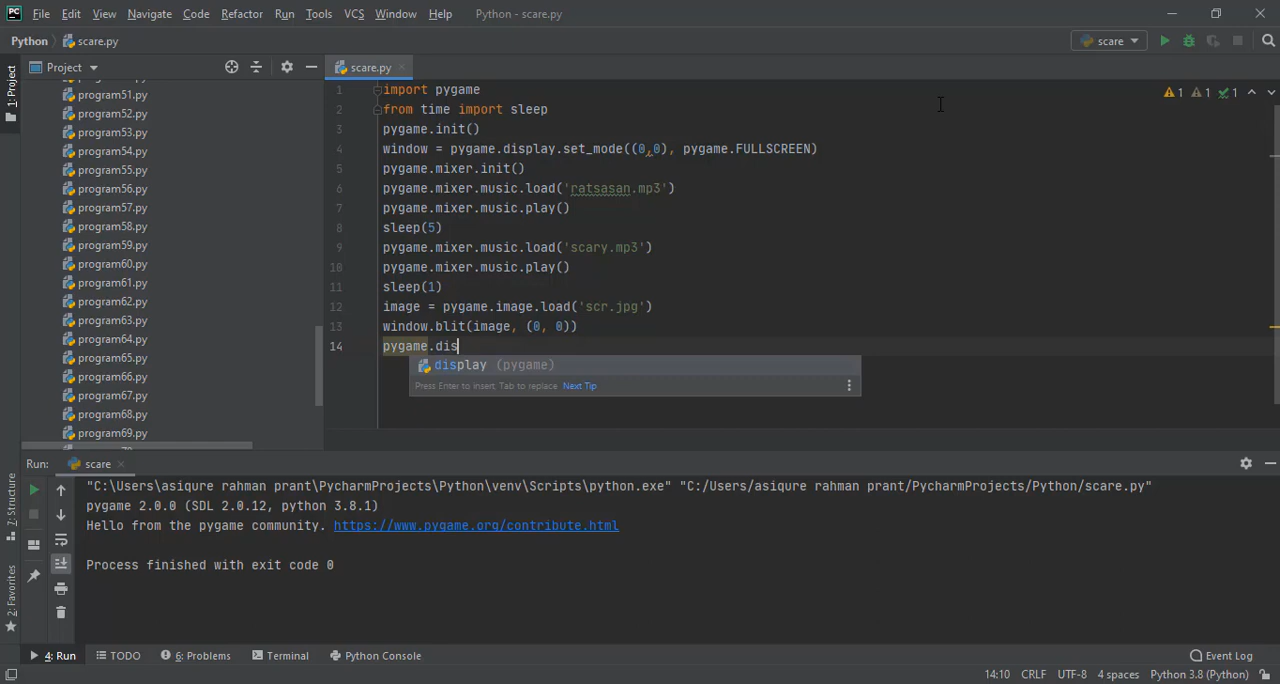 PC File Edit View Navigate Code Refactor Run Tools VCS Window Help Python - scare.py
Python scare.py scare
1: Project
Project scare.py
program51.py
program52.py
program53.py
program54.py
program55.py
program56.py
program57.py
program58.py
program59.py
program60.py
program61.py
program62.py
program63.py
program64.py
program65.py
program66.py
program67.py
program68.py
program69.py
1 import pygame
2 from time import sleep
3 pygame.init()
4 window = pygame.display.set_mode((0,0), pygame.FULLSCREEN)
5 pygame.mixer.init()
6 pygame.mixer.music.load('ratsasan.mp3')
7 pygame.mixer.music.play()
8 sleep(5)
9 pygame.mixer.music.load('scary.mp3')
10 pygame.mixer.music.play()
11 sleep(1)
12 image = pygame.image.load('scr.jpg')
13 window.blit(image, (0, 0))
14 pygame.dis
display (pygame)
Press Enter to insert, Tab to replace Next Tip
1 1 1
Run: scare
"C:\Users\asiqure rahman prant\PycharmProjects\Python\venv\Scripts\python.exe" "C:/Users/asiqure rahman prant/PycharmProjects/Python/scare.py"
pygame 2.0.0 (SDL 2.0.12, python 3.8.1)
Hello from the pygame community. https://www.pygame.org/contribute.html
Process finished with exit code 0
Z: Structure
2: Favorites
4: Run TODO 6: Problems Terminal Python Console Event Log
14:10 CRLF UTF-8 4 spaces Python 3.8 (Python)